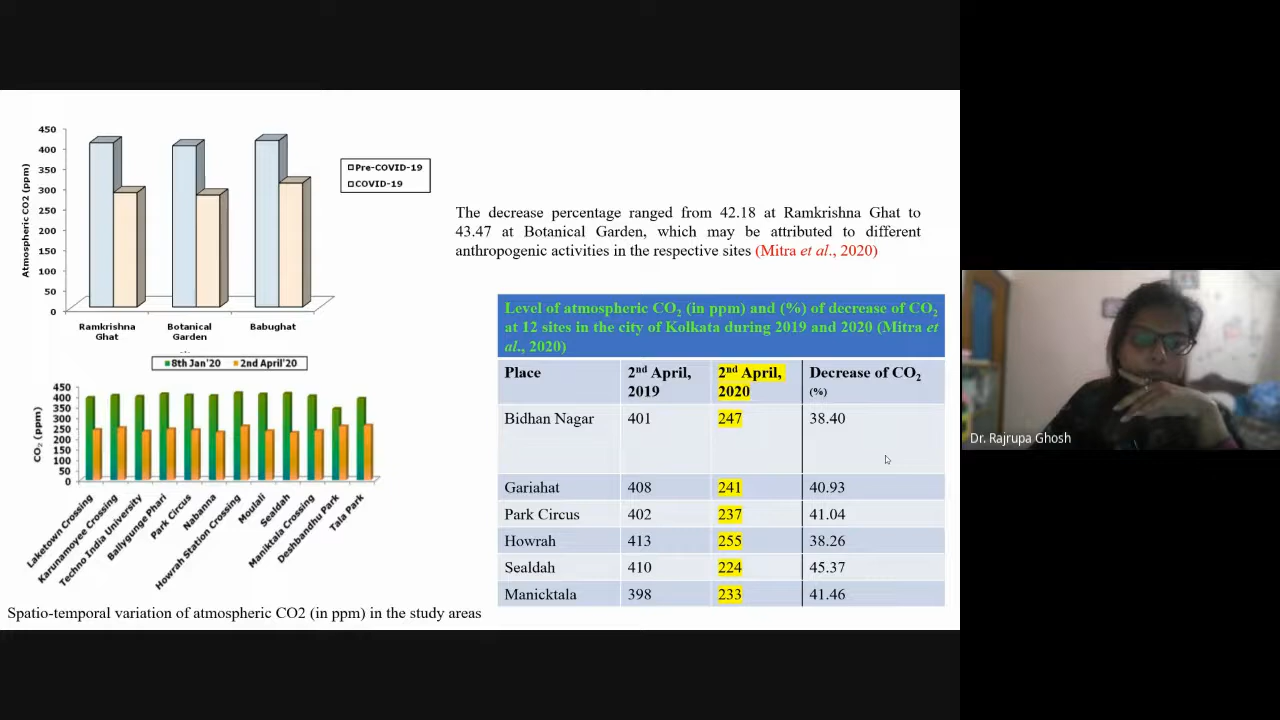 450
400
350
300
250
200
150
100
50
0
Atmospheric CO2 (ppm)
Ramkrishna
Ghat
Botanical
Garden
Babughat
Pre-COVID-19
COVID-19
8th Jan'20 2nd April'20
450
400
350
300
250
200
150
100
50
0
CO2 (ppm)
Laketown Crossing
Karunamoyee Crossing
Techno India University
Ballygunge Phari
Park Circus
Nabanna
Howrah Station Crossing
Moulali
Sealdah
Maniktala Crossing
Deshbandhu Park
Tala Park
Spatio-temporal variation of atmospheric CO2 (in ppm) in the study areas
The decrease percentage ranged from 42.18 at Ramkrishna Ghat to
43.47 at Botanical Garden, which may be attributed to different
anthropogenic activities in the respective sites (Mitra et al., 2020)
Level of atmospheric CO2 (in ppm) and (%) of decrease of CO2
at 12 sites in the city of Kolkata during 2019 and 2020 (Mitra et
al., 2020)
Place 2nd April, 2019 2nd April, 2020 Decrease of CO2 (%)
Bidhan Nagar 401 247 38.40
Gariahat 408 241 40.93
Park Circus 402 237 41.04
Howrah 413 255 38.26
Sealdah 410 224 45.37
Manicktala 398 233 41.46
Dr. Rajrupa Ghosh